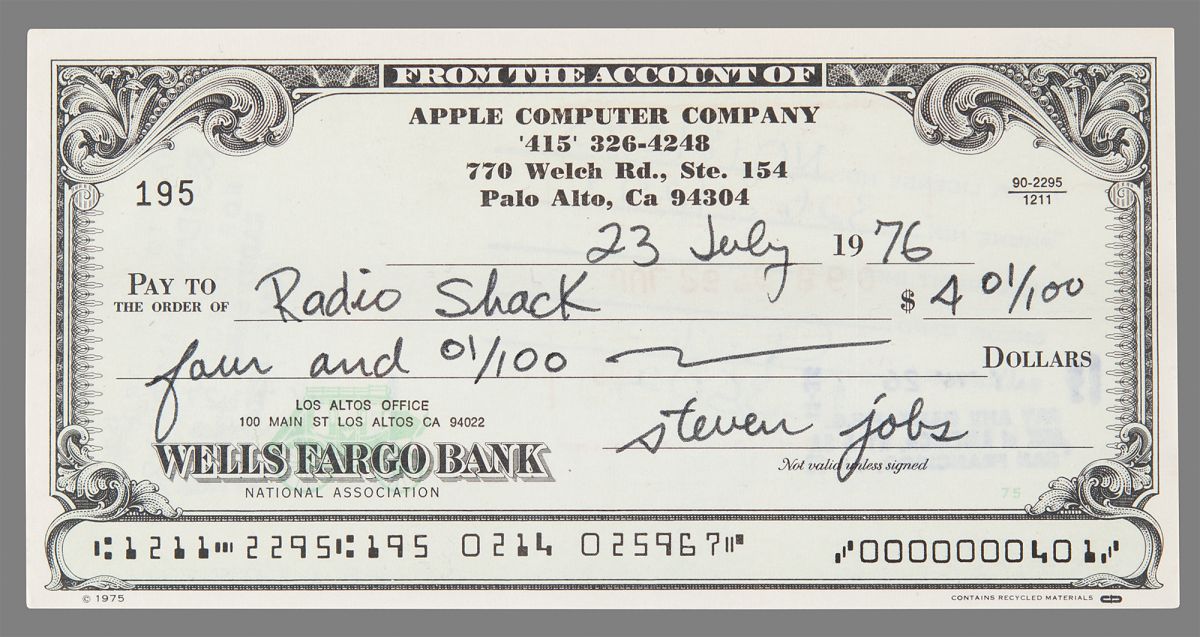 FROM THE ACCOUNT OF
APPLE COMPUTER COMPANY
'415' 326-4248
770 Welch Rd., Ste. 154
Palo Alto, Ca 94304
195
90-2295
1211
23 July 1976
PAY TO THE ORDER OF Radio Shack $ 4 01/100
four and 01/100 DOLLARS
LOS ALTOS OFFICE
100 MAIN ST LOS ALTOS CA 94022
WELLS FARGO BANK
NATIONAL ASSOCIATION
steven jobs
Not valid unless signed
75
⑆1211⑉2295⑆195 0214 025967⑈ ⑇0000000401⑇
© 1975 CONTAINS RECYCLED MATERIALS